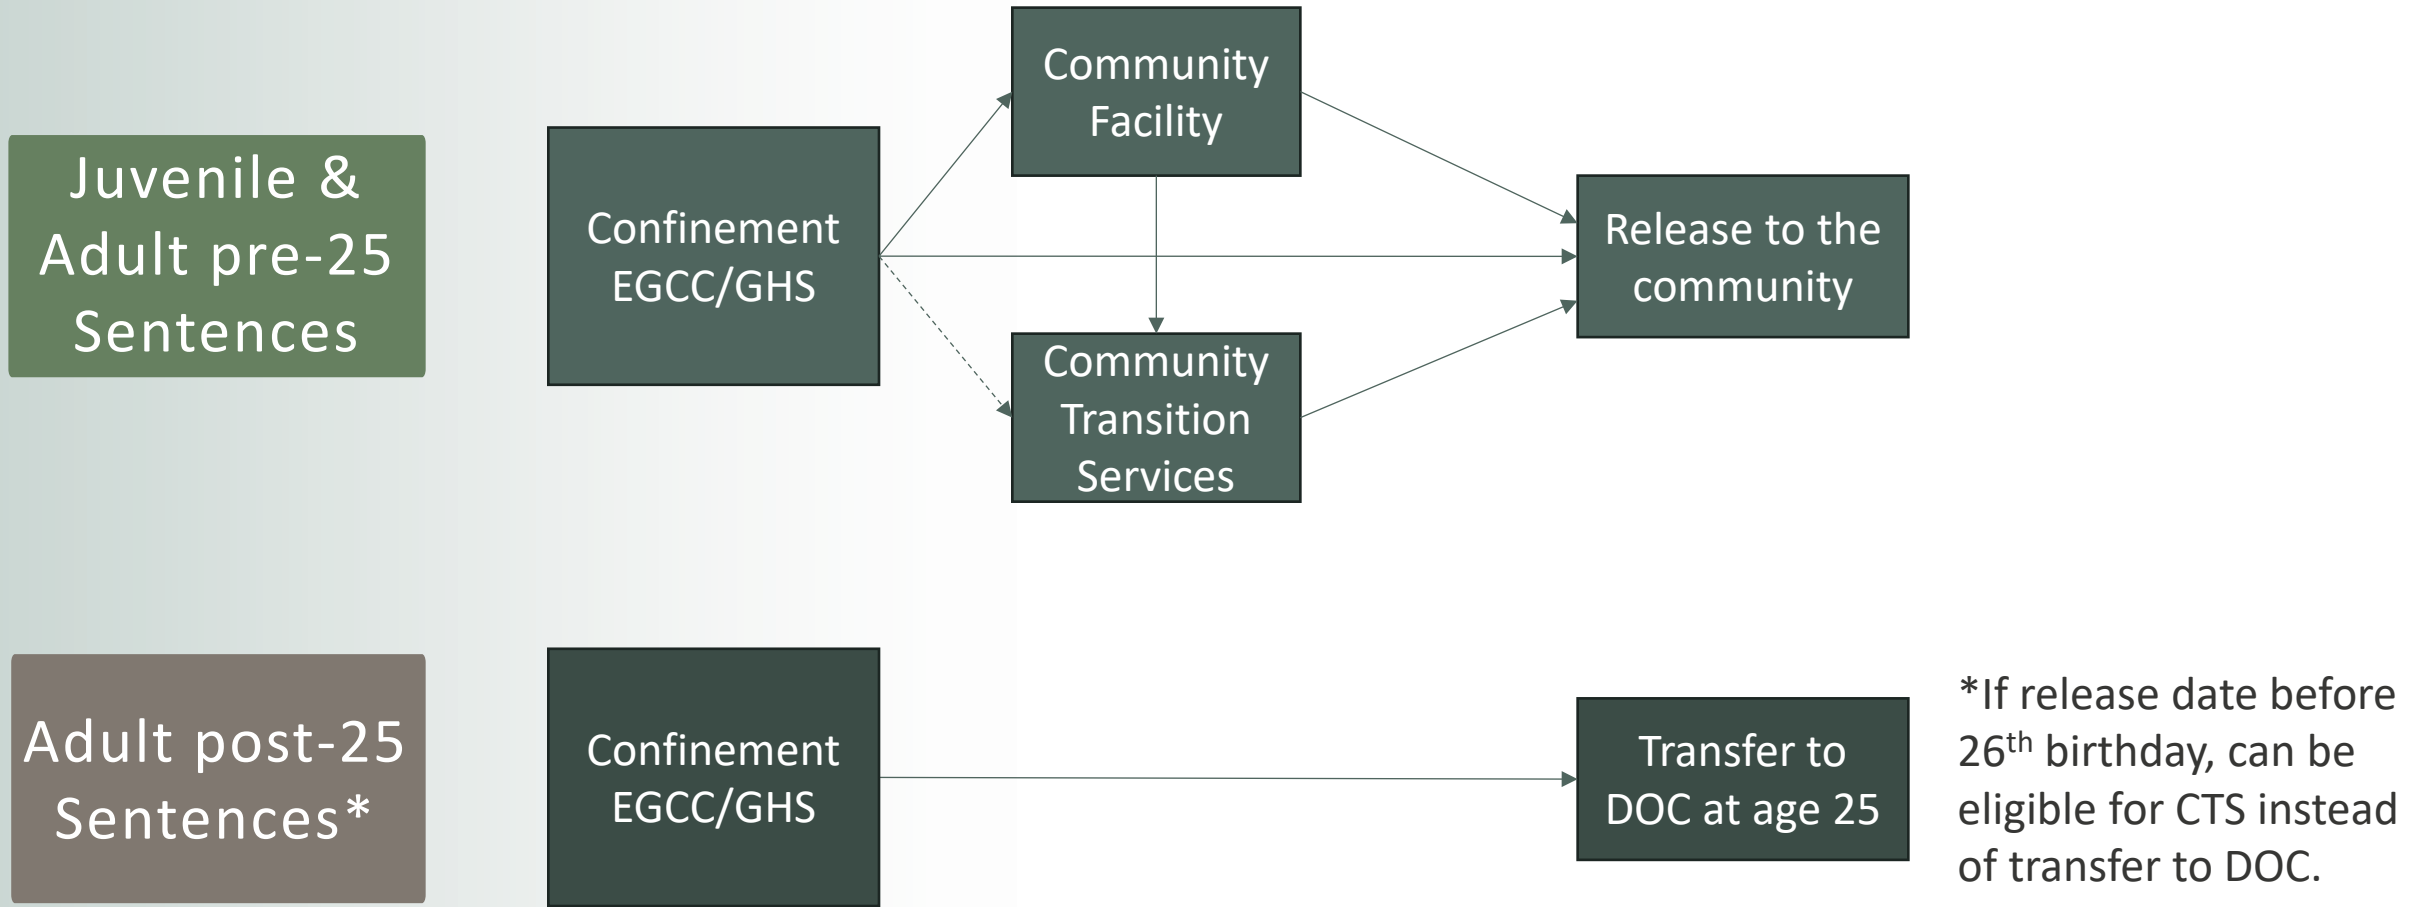 Juvenile &
Adult pre-25
Sentences
Confinement
EGCC/GHS
Community
Facility
Community
Transition
Services
Release to the
community
Adult post-25
Sentences*
Confinement
EGCC/GHS
Transfer to
DOC at age 25
*If release date before
26th birthday, can be
eligible for CTS instead
of transfer to DOC.